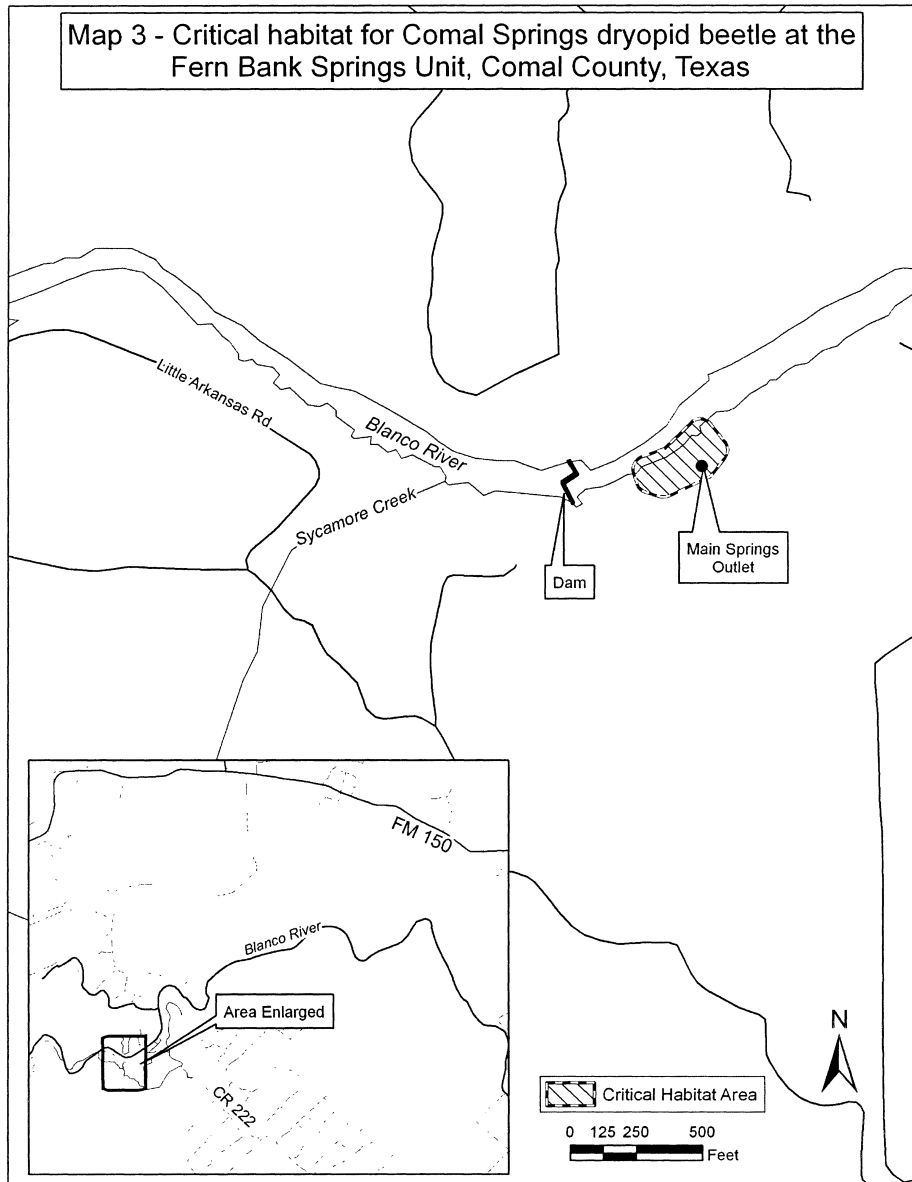 Map 3 - Critical habitat for Comal Springs dryopid beetle at the
Fern Bank Springs Unit, Comal County, Texas
Little Arkansas Rd
Blanco River
Sycamore Creek
Dam
Main Springs
Outlet
FM 150
Blanco River
Area Enlarged
CR 222
N
Critical Habitat Area
0 125 250 500
Feet